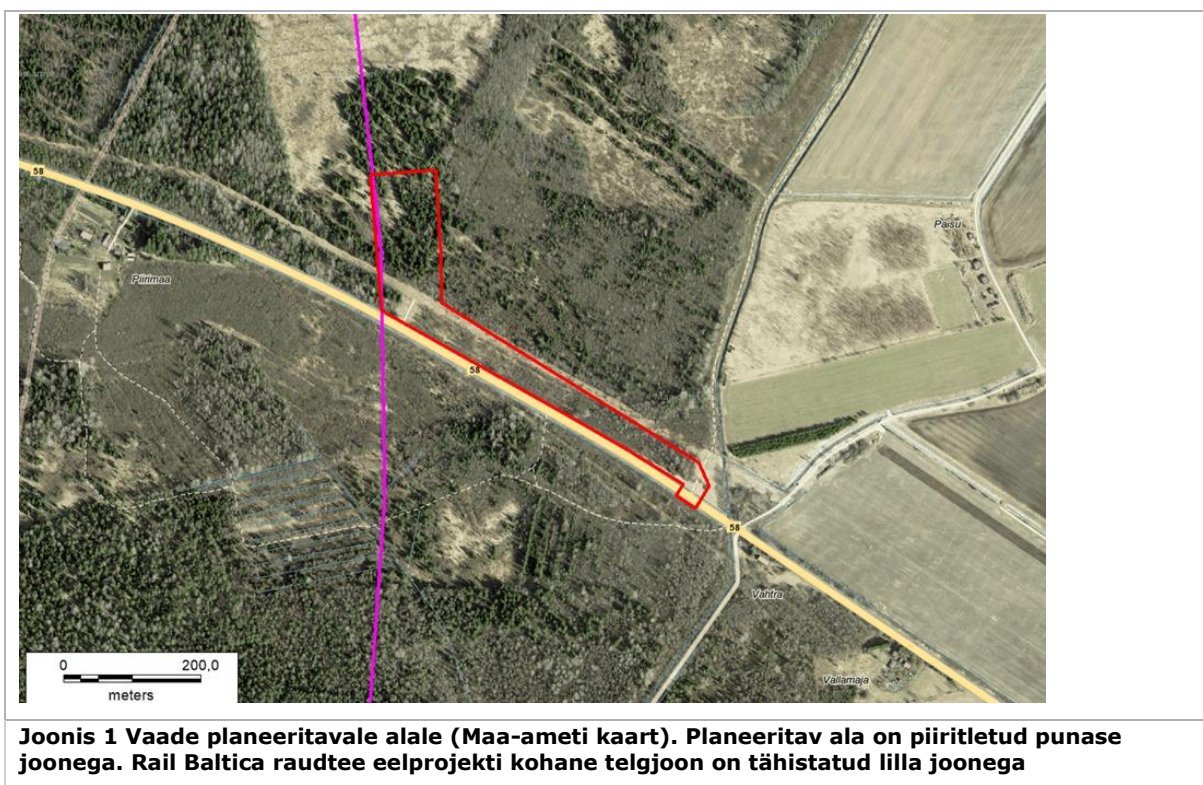 58
Piirimaa
58
Paisu
58
Vahtra
Vallamaja
0 200,0
meters
Joonis 1 Vaade planeeritavale alale (Maa-ameti kaart). Planeeritav ala on piiritletud punase
joonega. Rail Baltica raudtee eelprojekti kohane telgjoon on tähistatud lilla joonega